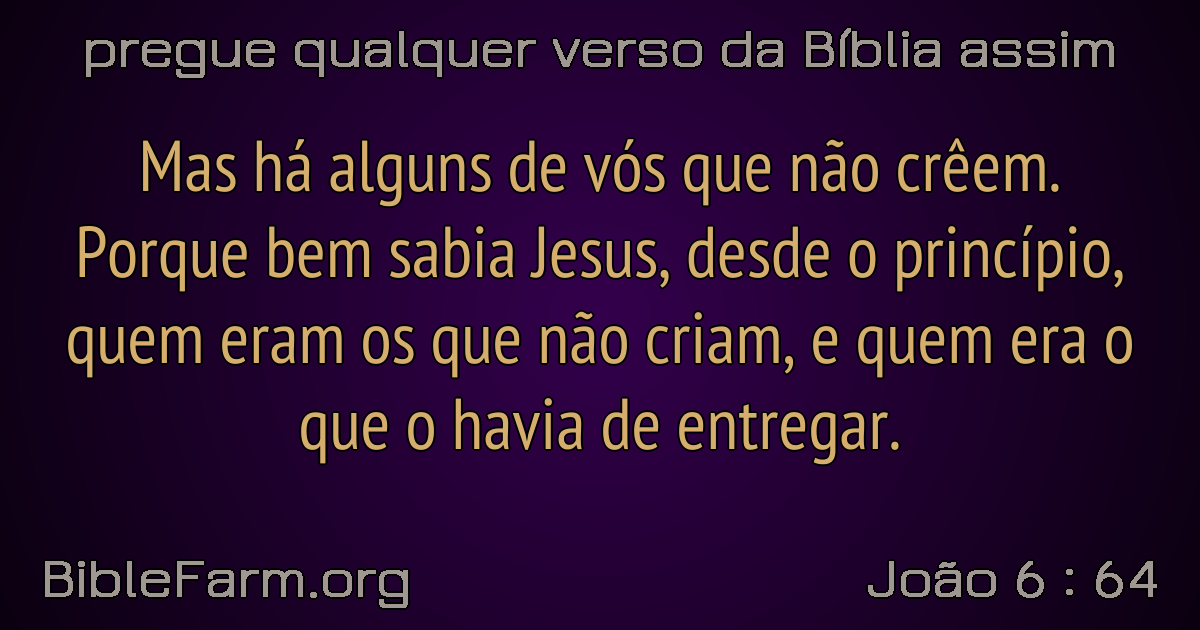 pregue qualquer verso da Bíblia assim
Mas há alguns de vós que não crêem.
Porque bem sabia Jesus, desde o princípio,
quem eram os que não criam, e quem era o
que o havia de entregar.
BibleFarm.org
João 6 : 64